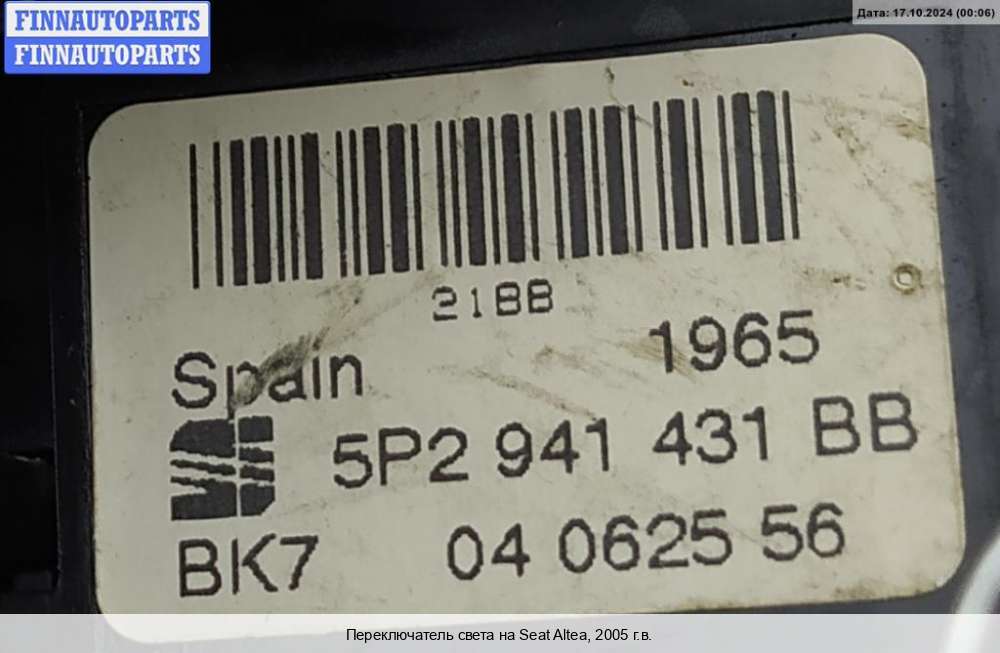 FINNAUTOPARTS
FINNAUTOPARTS
Дата: 17.10.2024 (00:06)
21BB
Spain 1965
5P2 941 431 BB
BK7 04 0625 56
Переключатель света на Seat Altea, 2005 г.в.